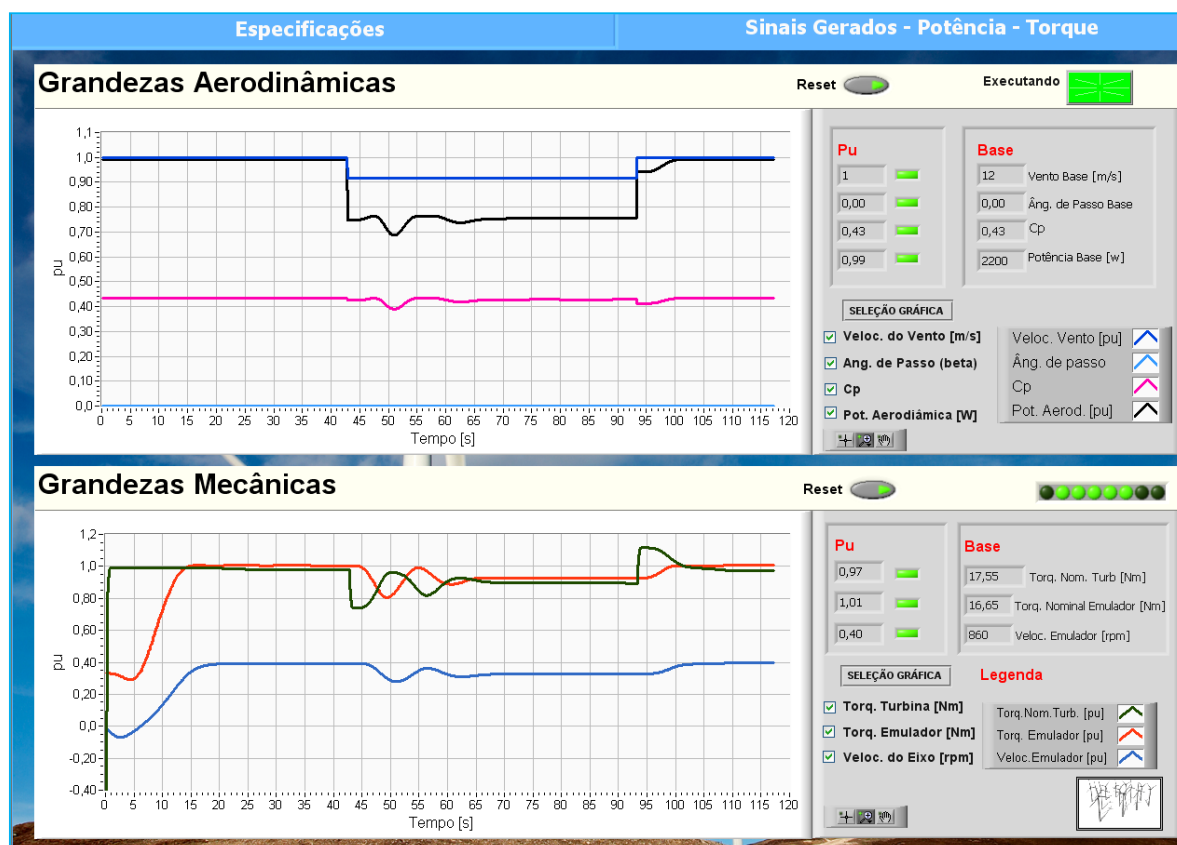 Especificações
Sinais Gerados - Potência - Torque
Grandezas Aerodinâmicas
Reset
Executando
1,1
1,0
0,90
0,80
0,70
0,60
0,50
0,40
0,30
0,20
0,10
0,0
pu
0 5 10 15 20 25 30 35 40 45 50 55 60 65 70 75 80 85 90 95 100 105 110 115 120
Tempo [s]
Pu
1
0,00
0,43
0,99
Base
12 Vento Base [m/s]
0,00 Âng. de Passo Base
0,43 Cp
2200 Potência Base [w]
SELEÇÃO GRÁFICA
Veloc. do Vento [m/s]
Ang. de Passo (beta)
Cp
Pot. Aerodiâmica [W]
Veloc. Vento [pu]
Âng. de passo
Cp
Pot. Aerod. [pu]
Grandezas Mecânicas
Reset
1,2
1,0
0,80
0,60
0,40
0,20
0,0
-0,20
-0,40
pu
0 5 10 15 20 25 30 35 40 45 50 55 60 65 70 75 80 85 90 95 100 105 110 115 120
Tempo [s]
Pu
0,97
1,01
0,40
Base
17,55 Torq. Nom. Turb [Nm]
16,65 Torq. Nominal Emulador [Nm]
860 Veloc. Emulador [rpm]
SELEÇÃO GRÁFICA
Legenda
Torq. Turbina [Nm]
Torq. Emulador [Nm]
Veloc. do Eixo [rpm]
Torq.Nom.Turb. [pu]
Torq. Emulador [pu]
Veloc.Emulador [pu]